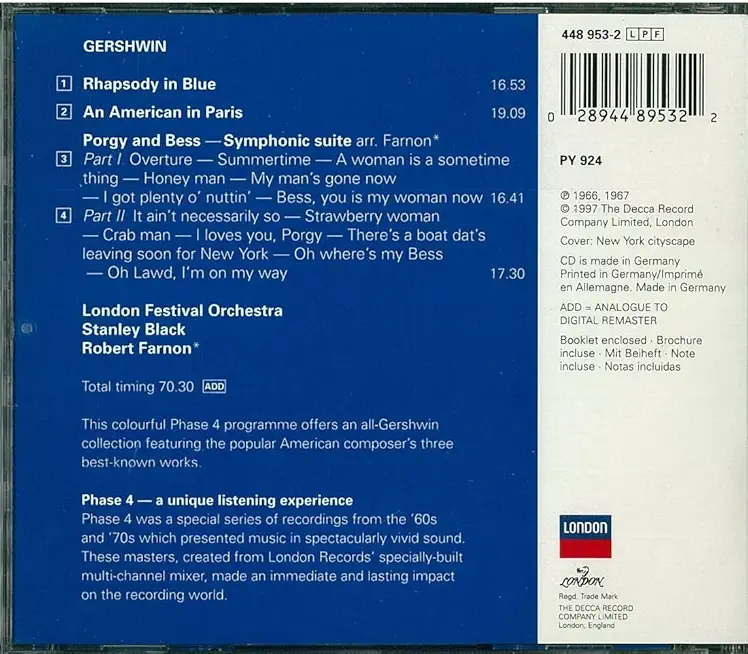 GERSHWIN
1 Rhapsody in Blue 16.53
2 An American in Paris 19.09
Porgy and Bess — Symphonic suite arr. Farnon*
3 Part I Overture — Summertime — A woman is a sometime
thing — Honey man — My man's gone now
— I got plenty o' nuttin' — Bess, you is my woman now 16.41
4 Part II It ain't necessarily so — Strawberry woman
— Crab man — I loves you, Porgy — There's a boat dat's
leaving soon for New York — Oh where's my Bess
— Oh Lawd, I'm on my way 17.30
London Festival Orchestra
Stanley Black
Robert Farnon*
Total timing 70.30 ADD
This colourful Phase 4 programme offers an all-Gershwin
collection featuring the popular American composer's three
best-known works.
Phase 4 — a unique listening experience
Phase 4 was a special series of recordings from the '60s
and '70s which presented music in spectacularly vivid sound.
These masters, created from London Records' specially-built
multi-channel mixer, made an immediate and lasting impact
on the recording world.
448 953-2 LPF
0 28944 89532 2
PY 924
℗ 1966, 1967
© 1997 The Decca Record
Company Limited, London
Cover: New York cityscape
CD is made in Germany
Printed in Germany/Imprimé
en Allemagne. Made in Germany
ADD = ANALOGUE TO
DIGITAL REMASTER
Booklet enclosed · Brochure
incluse · Mit Beiheft · Note
incluse · Notas incluidas
LONDON
LONDON
Regd. Trade Mark
THE DECCA RECORD
COMPANY LIMITED
London, England